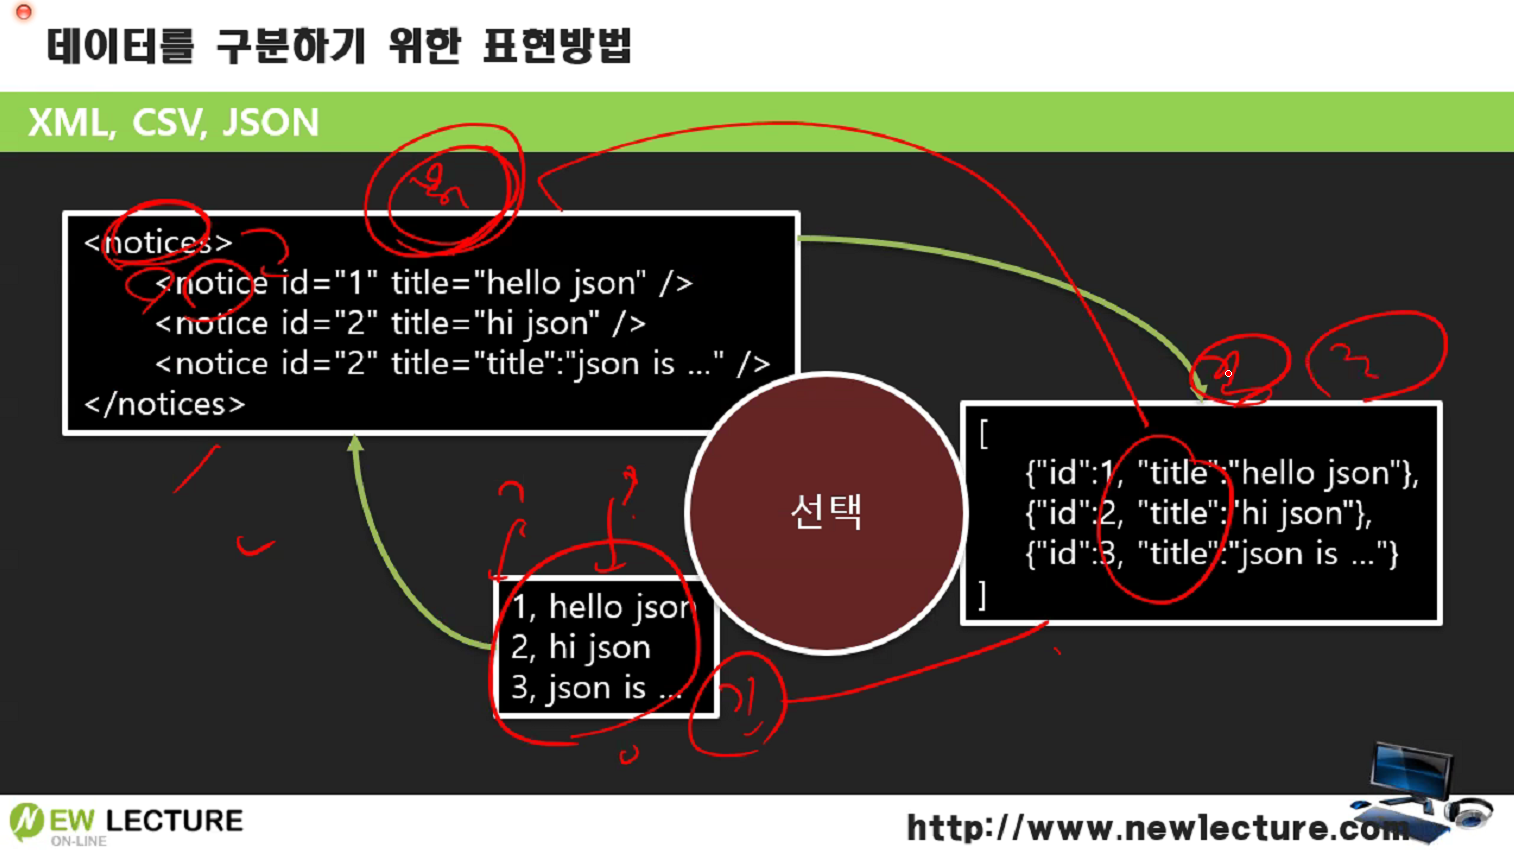 데이터를 구분하기 위한 표현방법
XML, CSV, JSON
<notices>
<notice id="1" title="hello json" />
<notice id="2" title="hi json" />
<notice id="2" title="title":"json is ..." />
</notices>
선택
[
{"id":1, "title":"hello json"},
{"id":2, "title":"hi json"},
{"id":3, "title":"json is ..."}
]
1, hello json
2, hi json
3, json is ...
NEW LECTURE
ON-LINE
http://www.newlecture.com